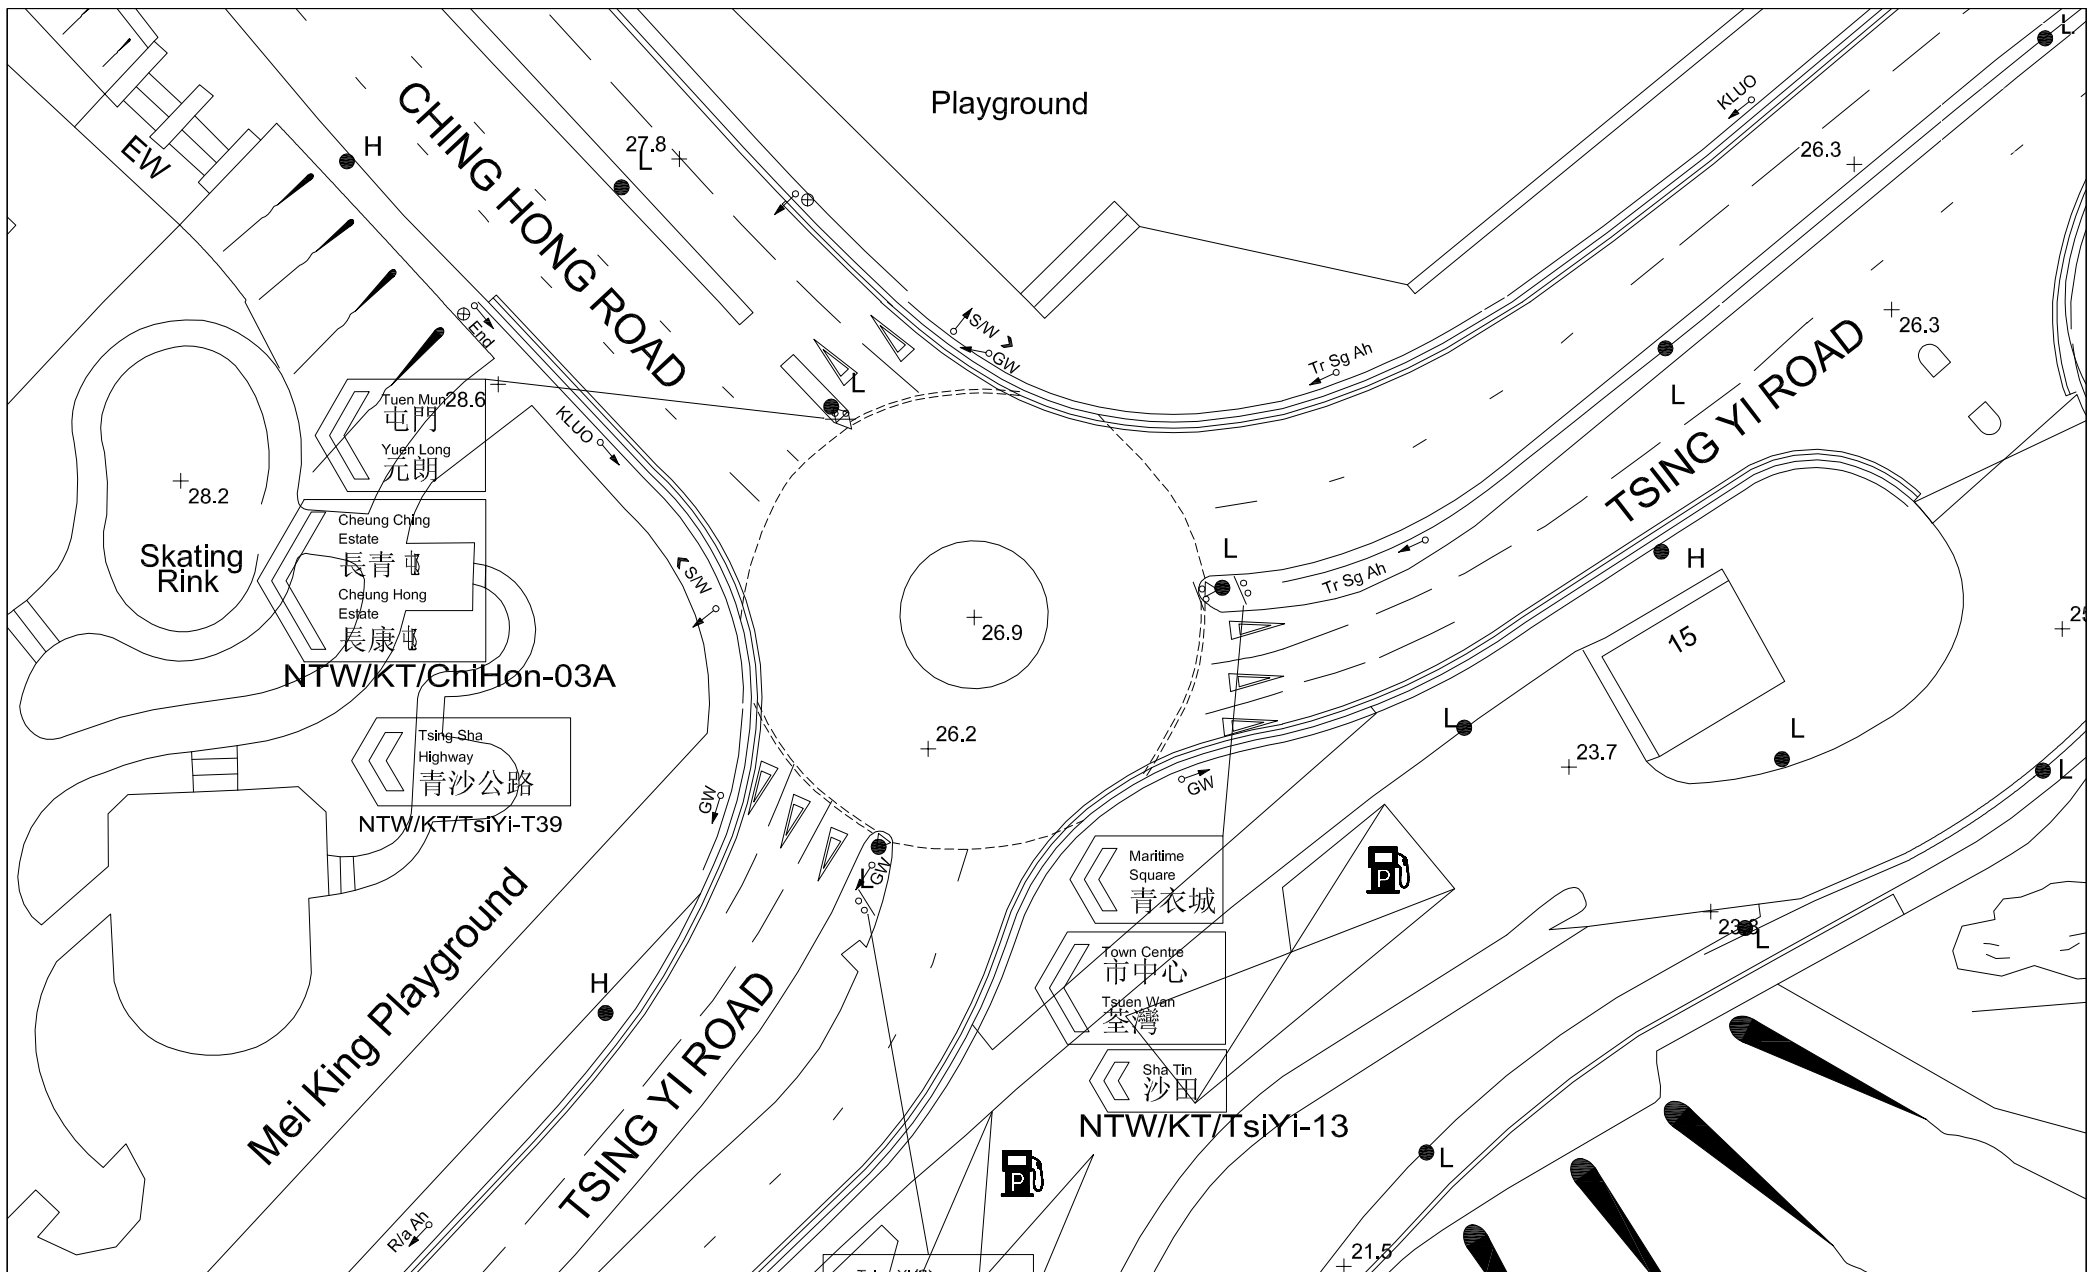 L
KLUO
Playground
CHING HONG ROAD
H
27.8
L
26.3
EW
S/W
GW
Tr Sg Ah
26.3
End
L
L
TSING YI ROAD
Tuen Mun
屯門
Yuen Long
元朗
28.6
KLUO
28.2
Skating
Rink
Cheung Ching
Estate
長青邨
Cheung Hong
Estate
長康邨
NTW/KT/ChiHon-03A
S/W
L
Tr Sg Ah
H
15
26.9
26.2
L
L
23.7
L
GW
Tsing Sha
Highway
青沙公路
NTW/KT/TsiYi-T39
GW
GW
L
Maritime
Square
青衣城
P
Town Centre
市中心
Tsuen Wan
荃灣
Sha Tin
沙田
NTW/KT/TsiYi-13
23.8
L
H
Mei King Playground
TSING YI ROAD
P
L
R/a Ah
21.5